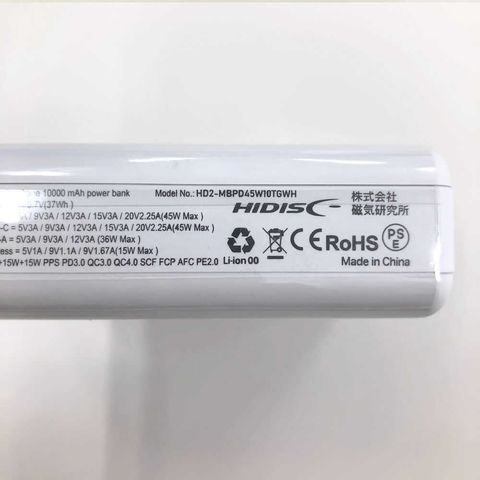 10000 mAh power bank Model No.: HD2-MBPD45W10TGWH
3.7V(37Wh)
/ 9V3A / 12V3A / 15V3A / 20V2.25A(45W Max )
-C = 5V3A / 9V3A / 12V3A / 15V3A / 20V2.25A(45W Max )
-A = 5V3A / 9V3A / 12V3A (36W Max )
= 5V1A / 9V1.1A / 9V1.67A(15W Max )
+15W+15W PPS PD3.0 QC3.0 QC4.0 SCF FCP AFC PE2.0 Li-ion 00
HIDISC
株式会社
磁気研究所
CE RoHS PSE
Made in China